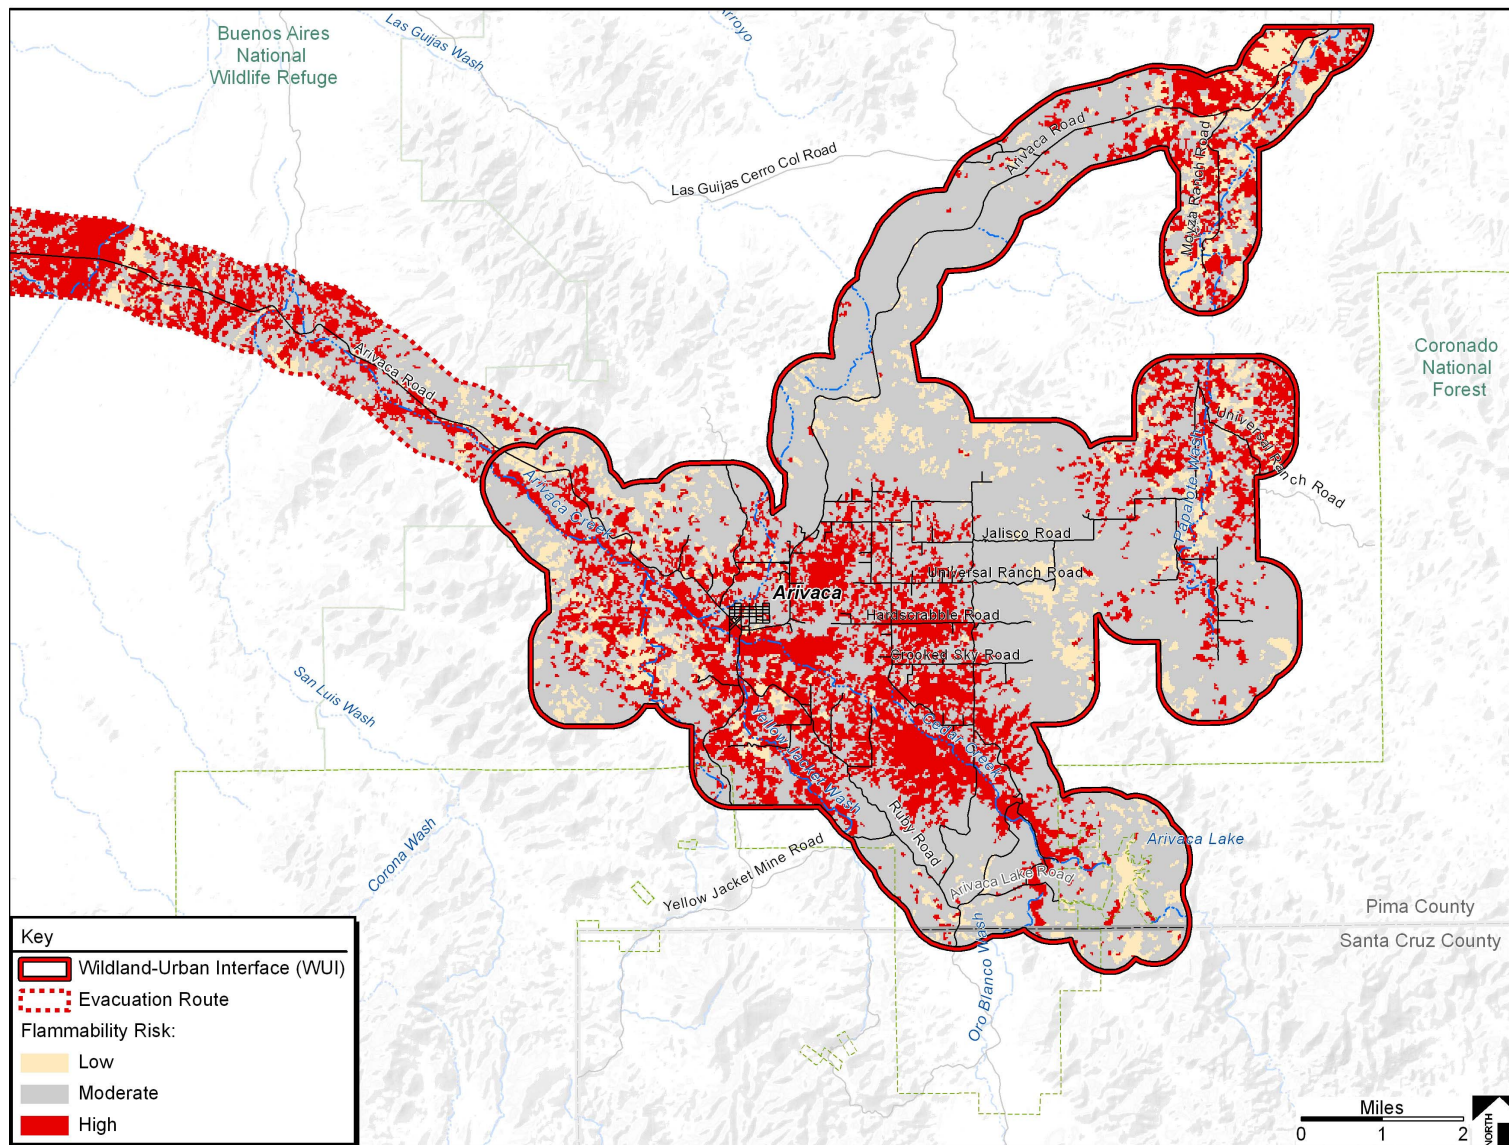 Buenos Aires
National
Wildlife Refuge
Las Guijas Wash
Arroyo
Las Guijas Cerro Col Road
Arivaca Road
Moyza Ranch Road
Coronado
National
Forest
Arivaca Road
Universal Ranch Road
Papalote Wash
Arivaca Creek
Jalisco Road
Universal Ranch Road
Arivaca
Hardscrabble Road
Crooked Sky Road
San Luis Wash
Yellow Jacket Wash
Cedar Creek
Ruby Road
Arivaca Lake
Corona Wash
Yellow Jacket Mine Road
Arivaca Lake Road
Pima County
Santa Cruz County
Oro Blanco Wash
Key
Wildland-Urban Interface (WUI)
Evacuation Route
Flammability Risk:
Low
Moderate
High
Miles
0 1 2
NORTH